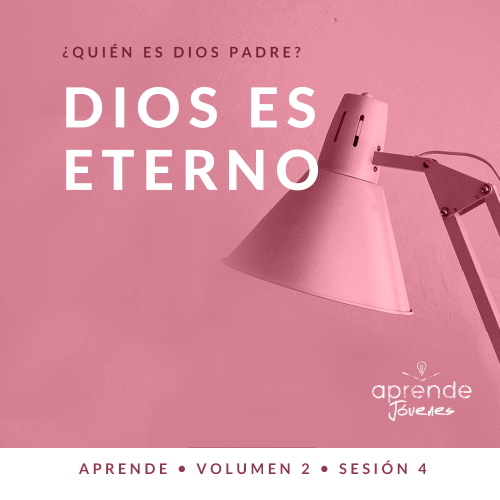 ¿QUIÉN ES DIOS PADRE?
DIOS ES
ETERNO
aprende
Jóvenes
APRENDE • VOLUMEN 2 • SESIÓN 4